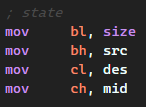 ; state
mov bl, size
mov bh, src
mov cl, des
mov ch, mid